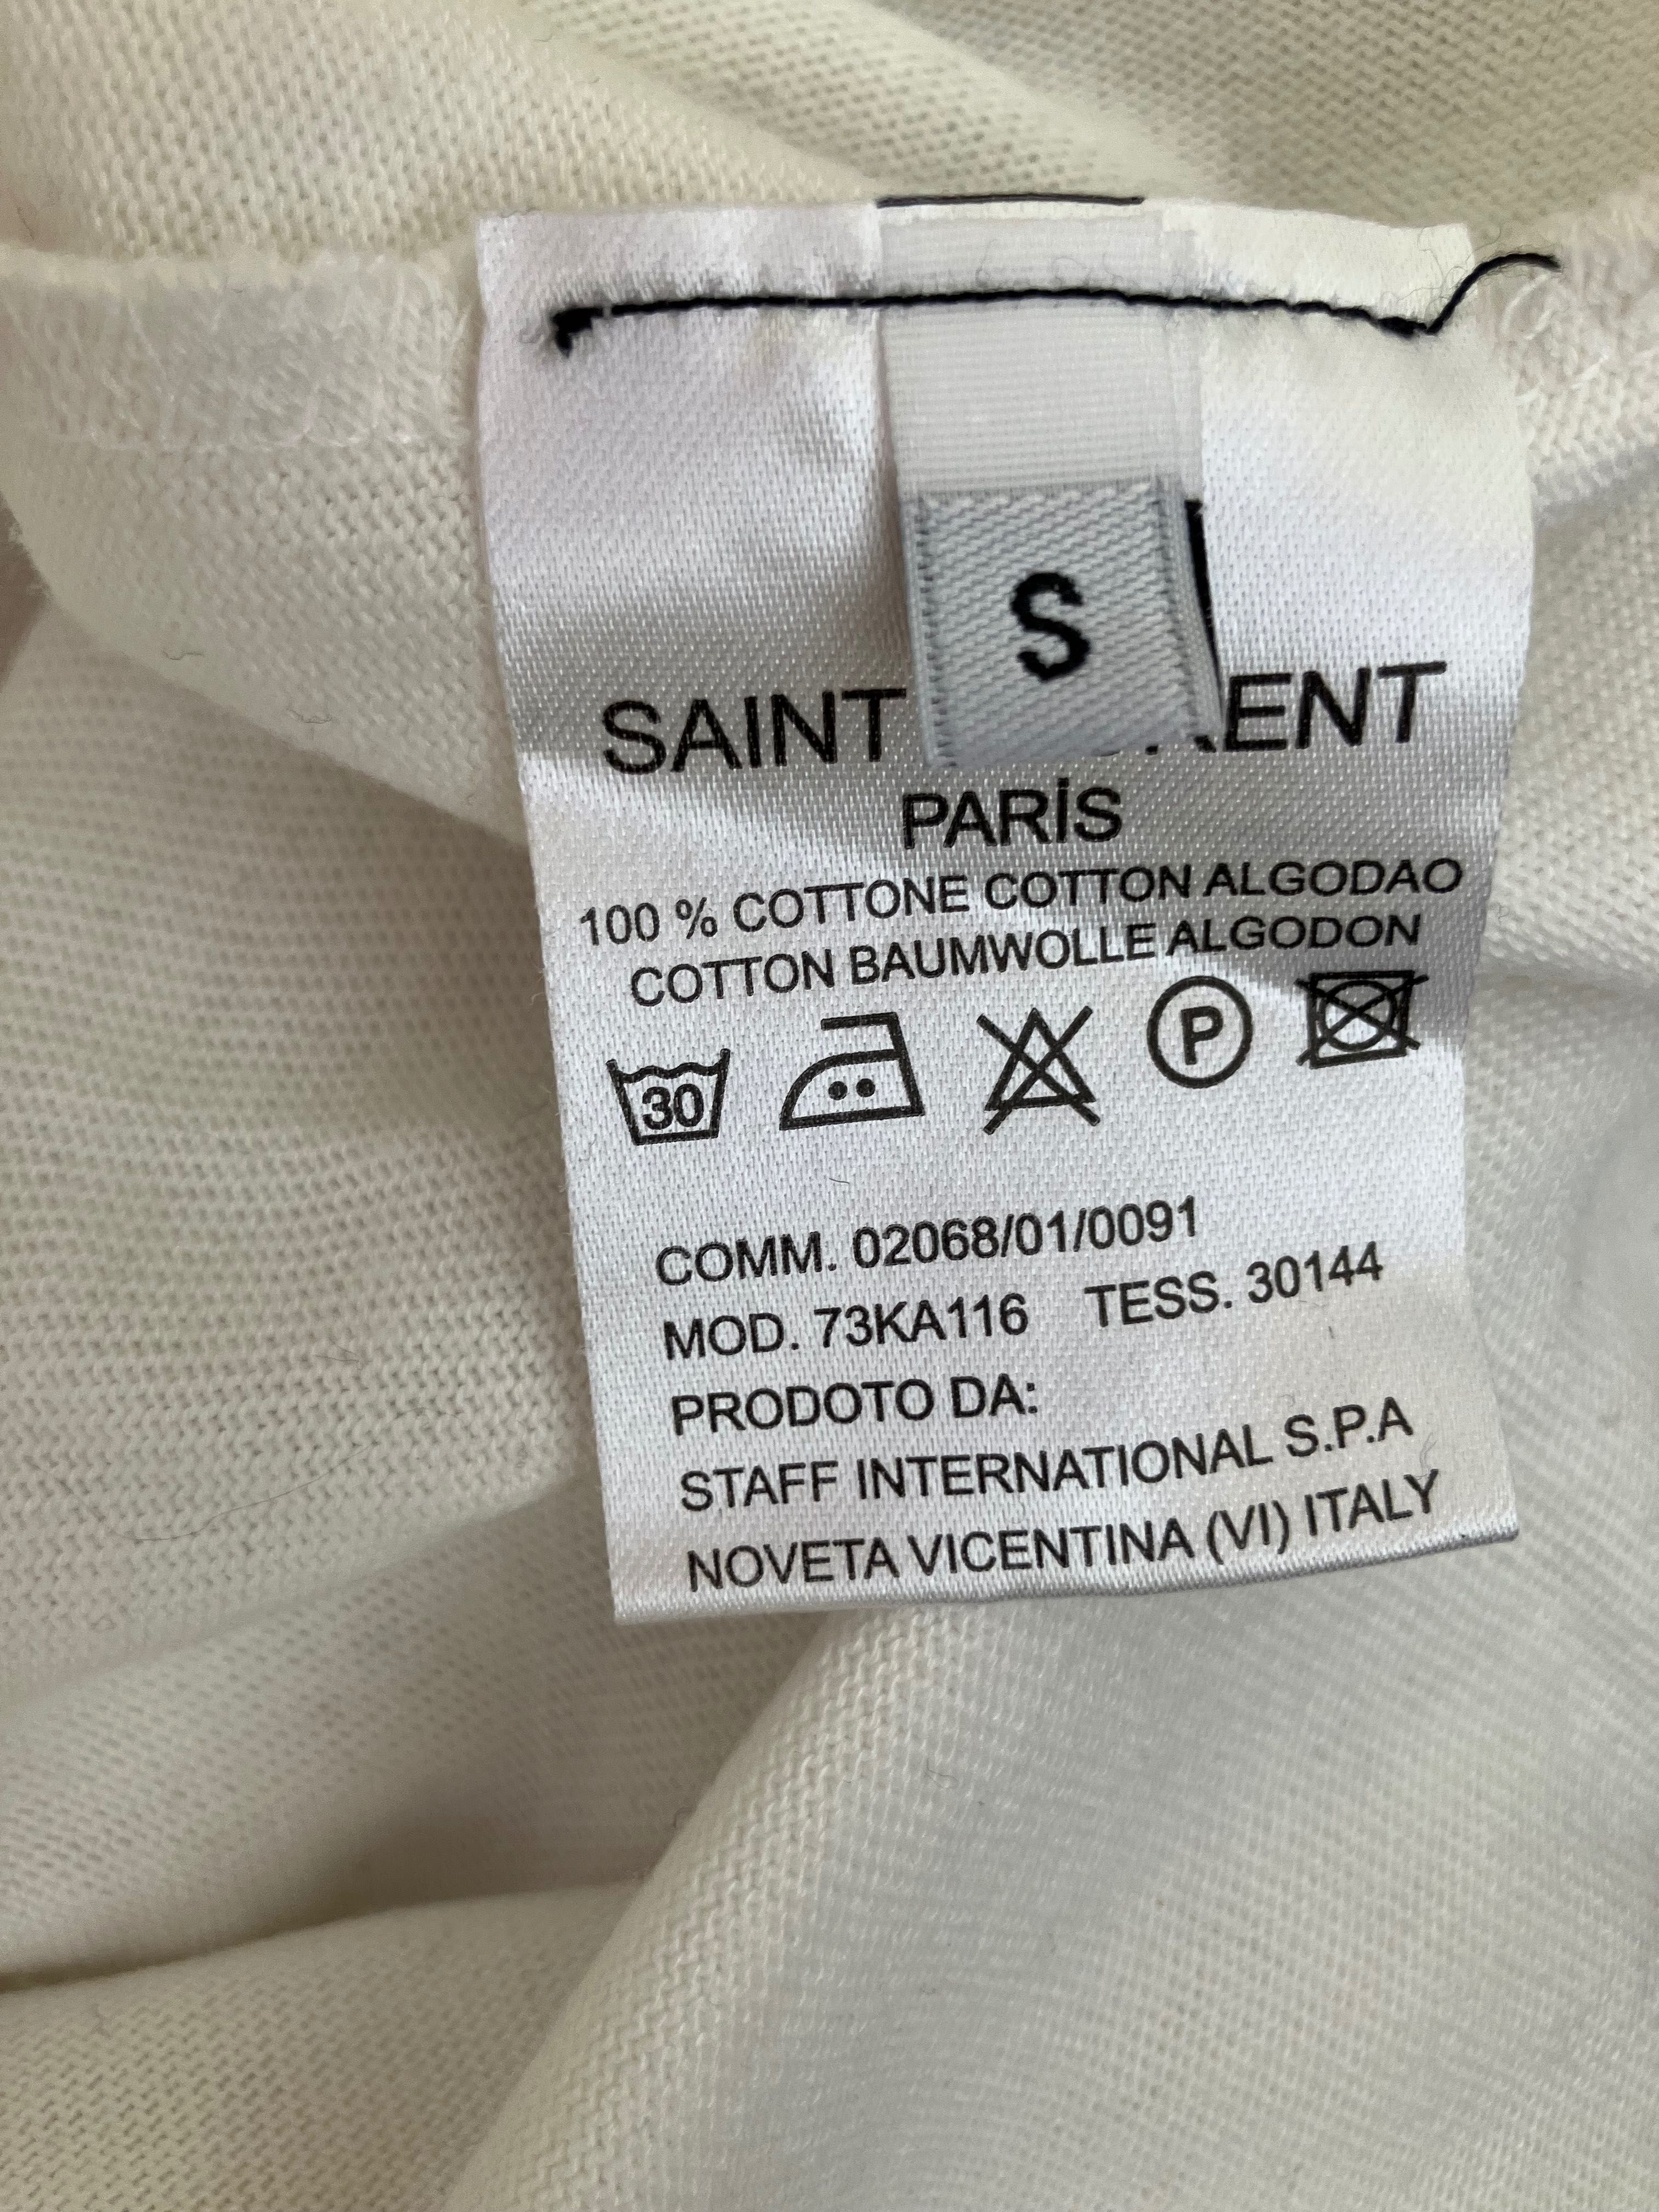 S
SAINT ENT
PARİS
100 % COTTONE COTTON ALGODAO
COTTON BAUMWOLLE ALGODON
30 P
COMM. 02068/01/0091
MOD. 73KA116 TESS. 30144
PRODOTO DA:
STAFF INTERNATIONAL S.P.A
NOVETA VICENTINA (VI) ITALY